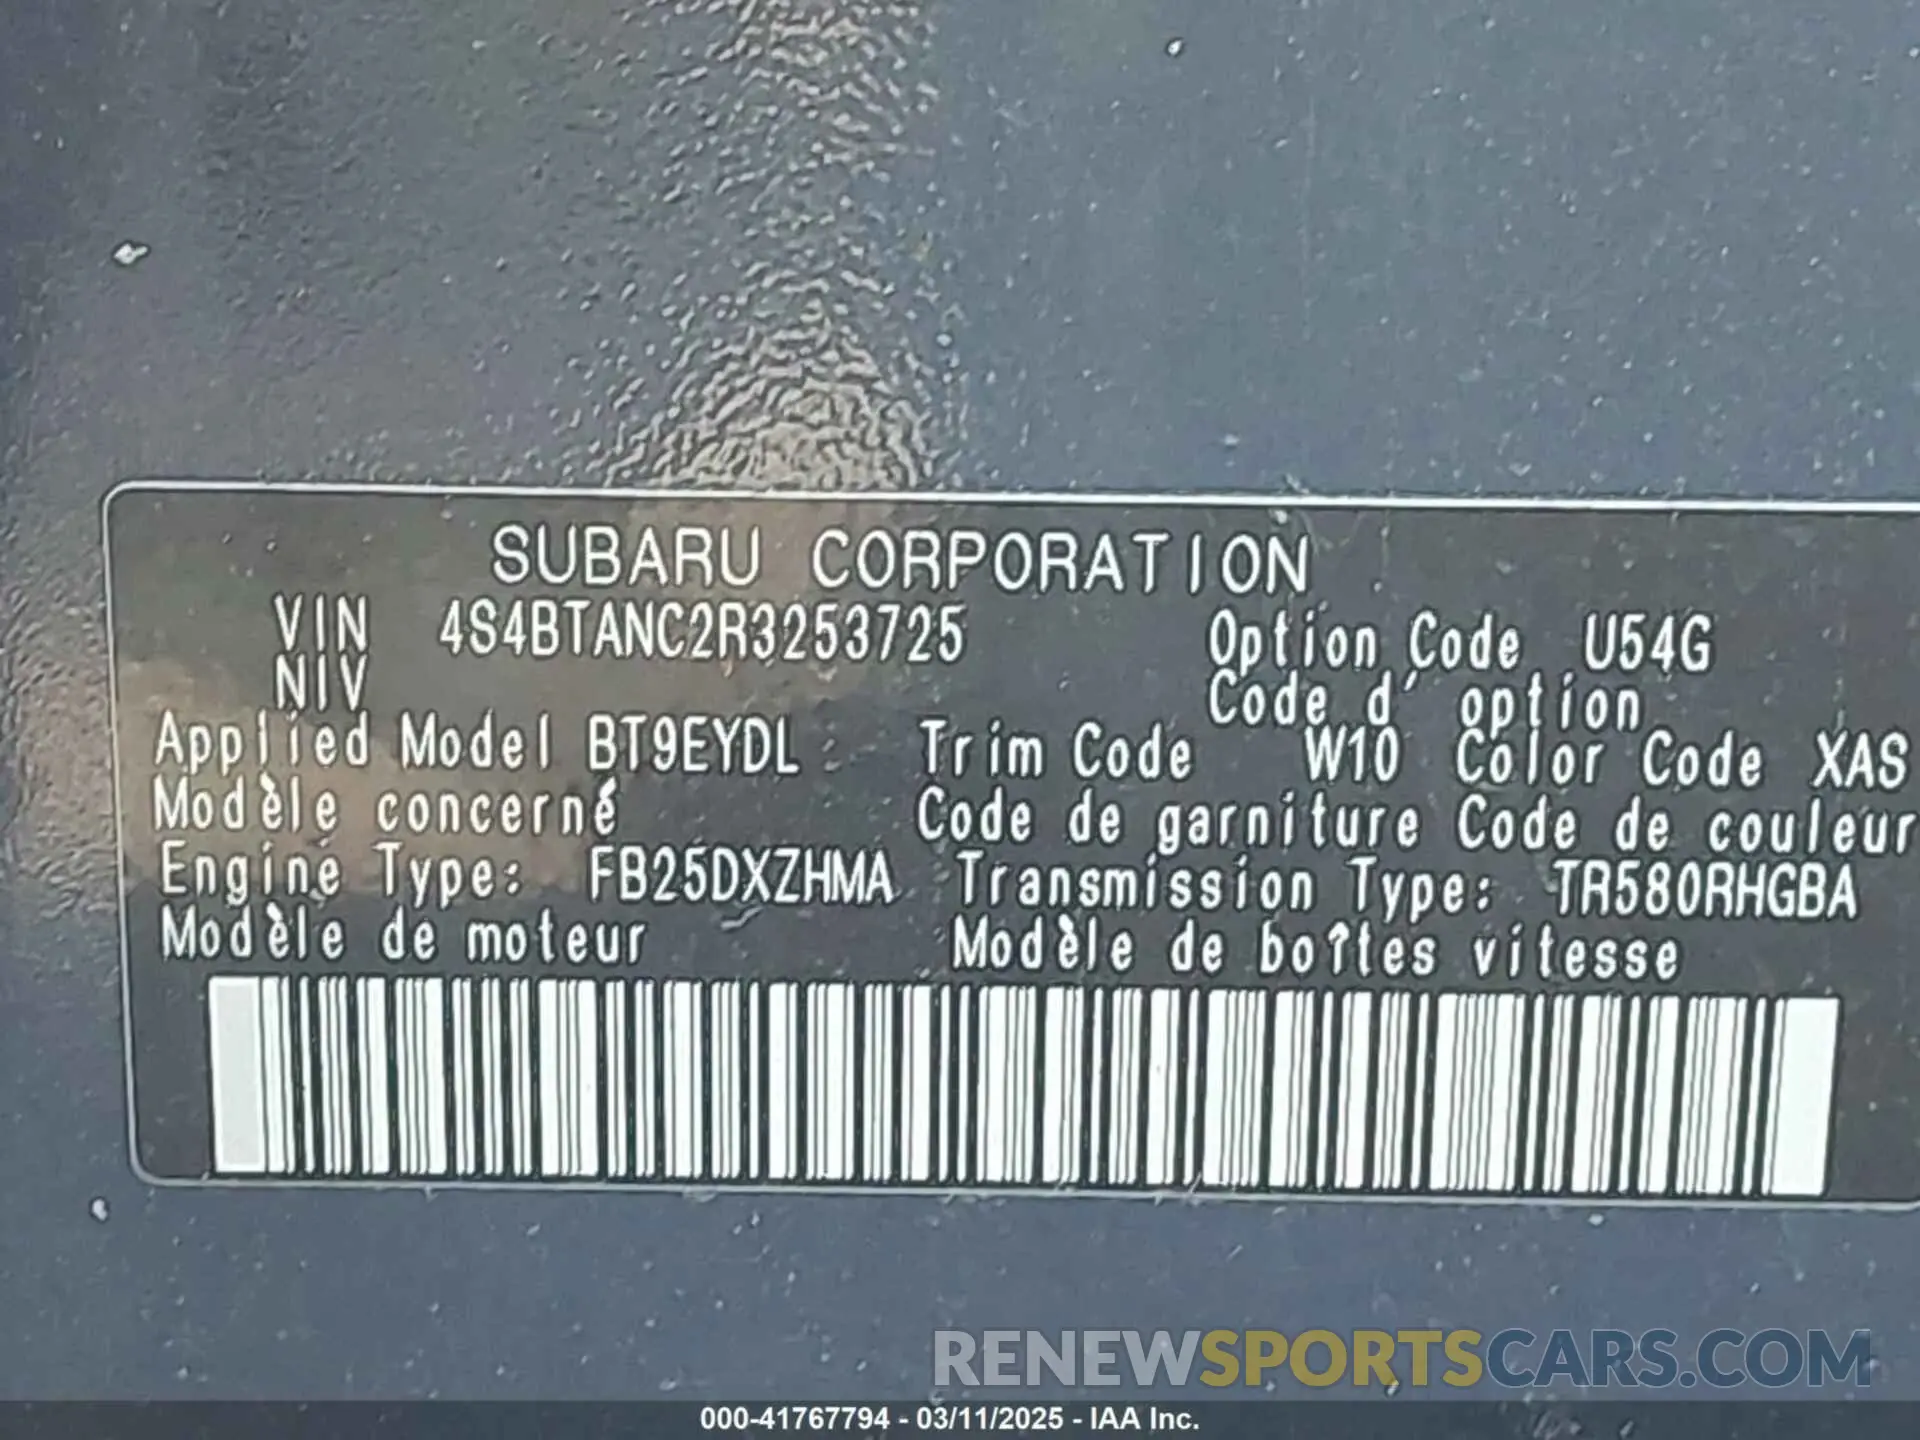 SUBARU CORPORATION
VIN 4S4BTANC2R3253725 Option Code U54G
NIV Code d' option
Applied Model BT9EYDL Trim Code W10 Color Code XAS
Modèle concerné Code de garniture Code de couleur
Engine Type: FB25DXZHMA Transmission Type: TR580RHGBA
Modèle de moteur Modèle de boîtes vitesse
RENEWSPORTSCARS.COM
000-41767794 - 03/11/2025 - IAA Inc.